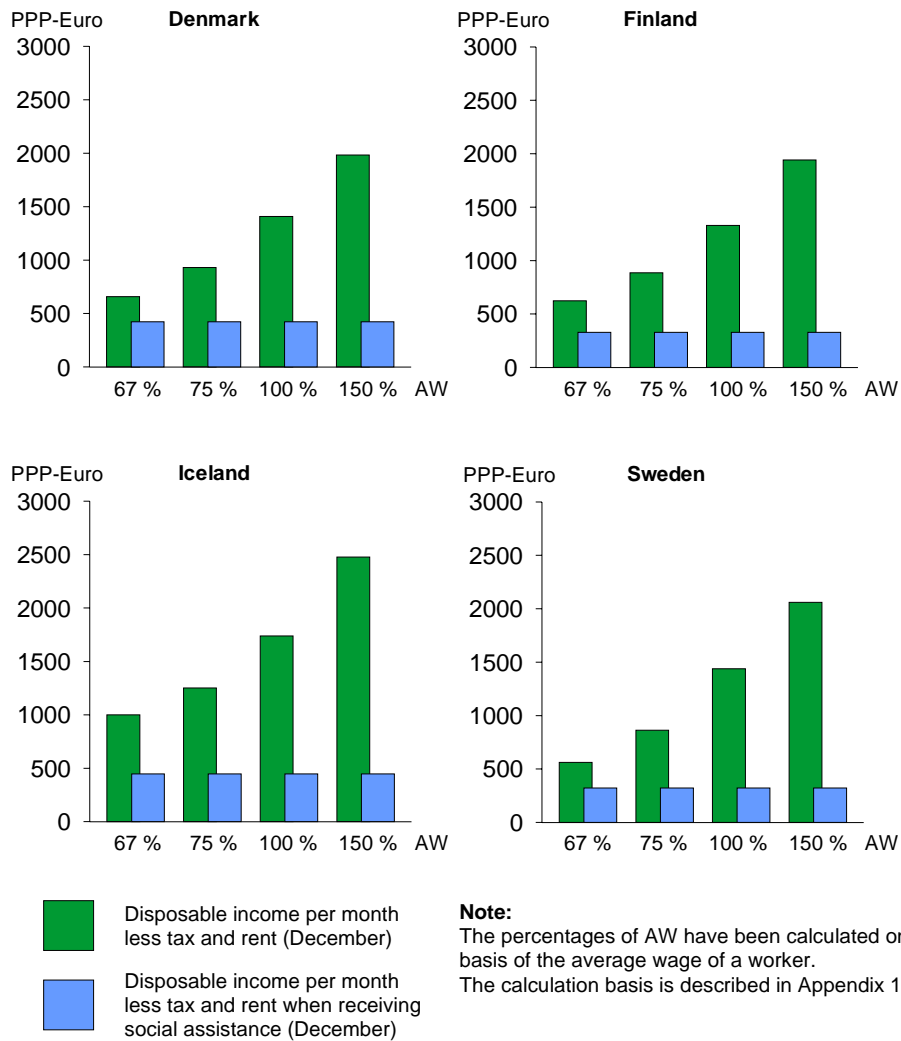 PPP-Euro Denmark
3000
2500
2000
1500
1000
500
0
67 % 75 % 100 % 150 % AW
PPP-Euro Finland
3000
2500
2000
1500
1000
500
0
67 % 75 % 100 % 150 % AW
PPP-Euro Iceland
3000
2500
2000
1500
1000
500
0
67 % 75 % 100 % 150 % AW
PPP-Euro Sweden
3000
2500
2000
1500
1000
500
0
67 % 75 % 100 % 150 % AW
Disposable income per month
less tax and rent (December)
Disposable income per month
less tax and rent when receiving
social assistance (December)
Note:
The percentages of AW have been calculated
basis of the average wage of a worker.
The calculation basis is described in Appendix 1